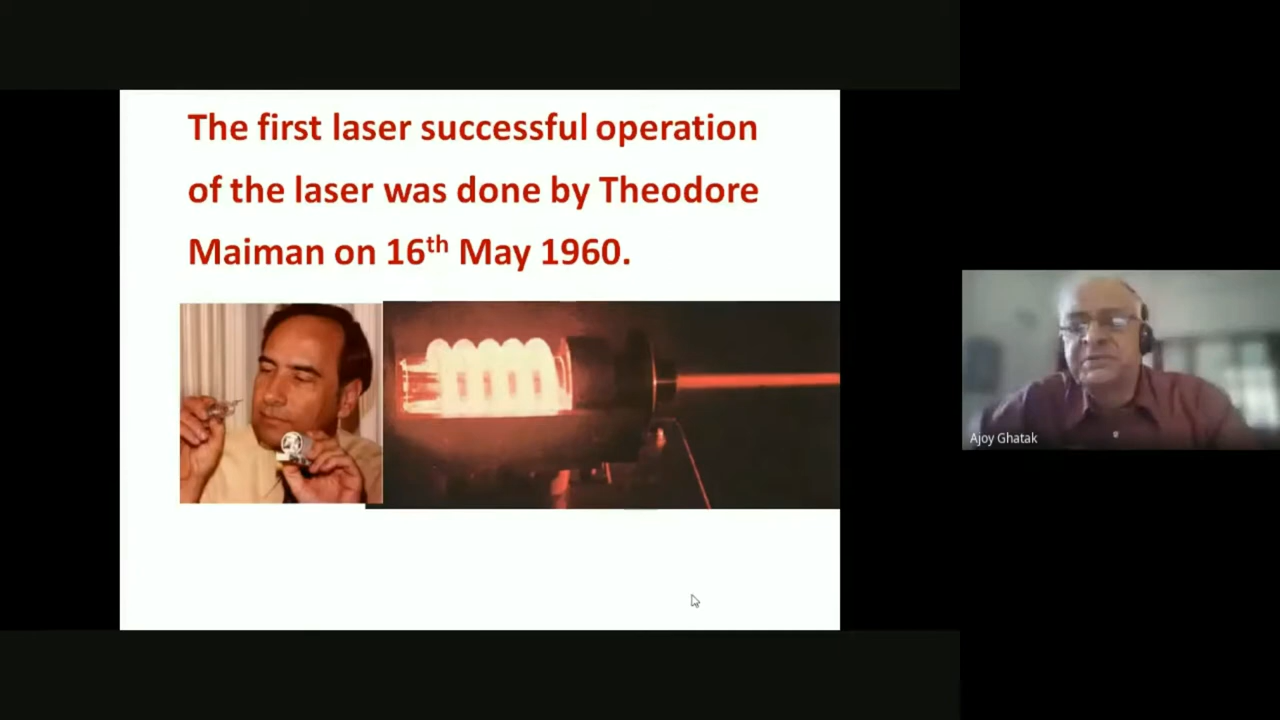 The first laser successful operation
of the laser was done by Theodore
Maiman on 16th May 1960.
Ajoy Ghatak